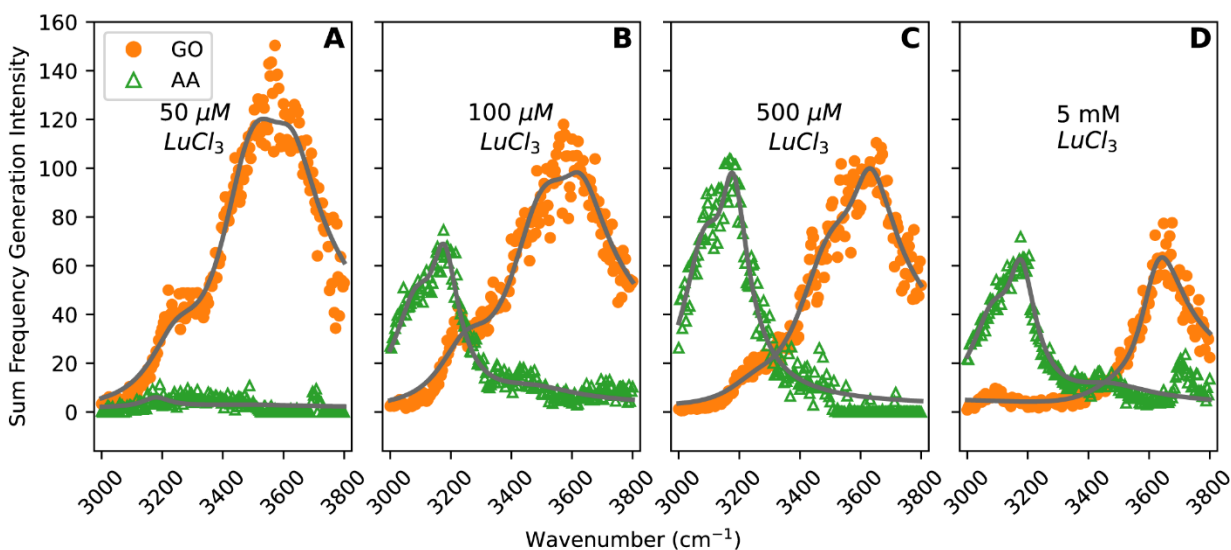 Sum Frequency Generation Intensity
160
140
120
100
80
60
40
20
0
GO
AA
A
50 μM
LuCl₃
3000
3200
3400
3600
3800
B
100 μM
LuCl₃
3000
3200
3400
3600
3800
C
500 μM
LuCl₃
3000
3200
3400
3600
3800
D
5 mM
LuCl₃
3000
3200
3400
3600
3800
Wavenumber (cm⁻¹)